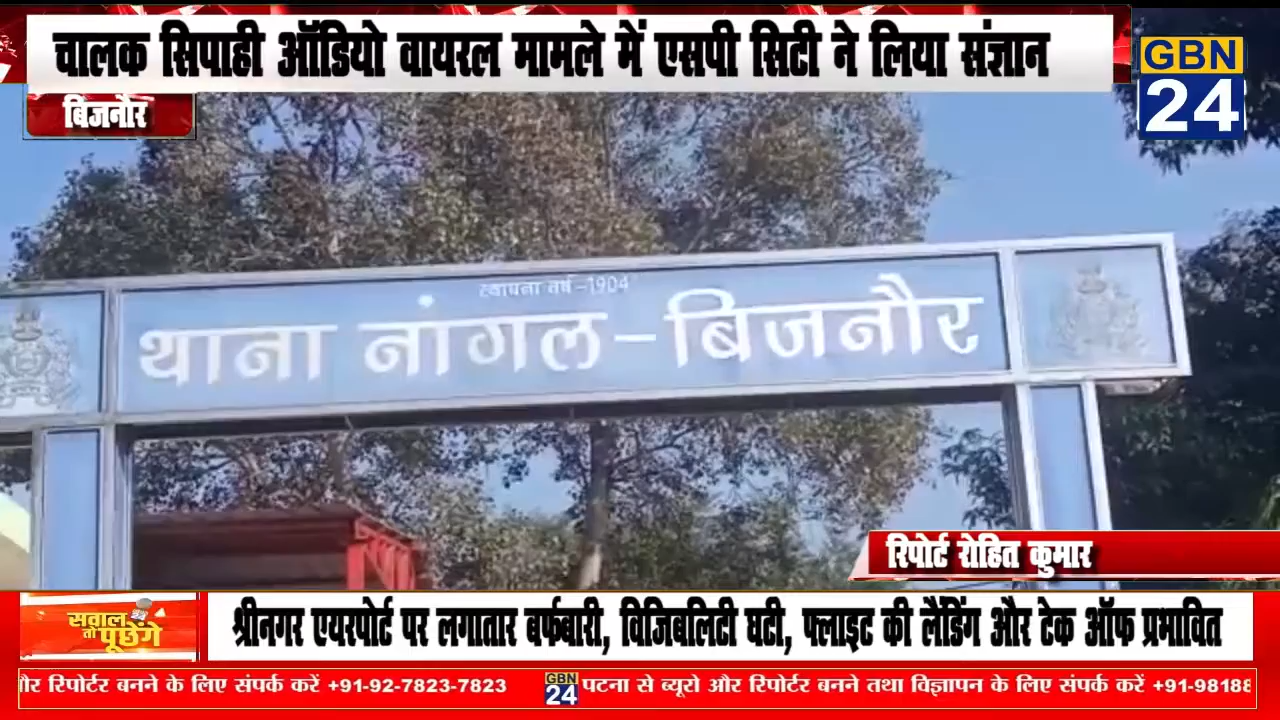 चालक सिपाही ऑडियो वायरल मामले में एसपी सिटी ने लिया संज्ञान
GBN
24
बिजनौर
स्थापना वर्ष-1904
थाना नांगल-बिजनौर
रिपोर्ट रोहित कुमार
सवाल तो पूछेंगे
श्रीनगर एयरपोर्ट पर लगातार बर्फबारी, विजिबलिटी घटी, फ्लाइट की लैंडिंग और टेक ऑफ प्रभावित
रिपोर्टर बनने के लिए संपर्क करें +91-92-7823-7823 GBN 24 पटना से ब्यूरो और रिपोर्टर बनने तथा विज्ञापन के लिए संपर्क करें +91-98188